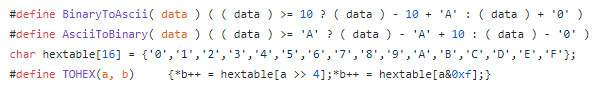 #define BinaryToAscii( data ) ( ( data ) >= 10 ? ( data ) - 10 + 'A' : ( data ) + '0' )
#define AsciiToBinary( data ) ( ( data ) >= 'A' ? ( data ) - 'A' + 10 : ( data ) - '0' )
char hextable[16] = {'0','1','2','3','4','5','6','7','8','9','A','B','C','D','E','F'};
#define TOHEX(a, b)     {*b++ = hextable[a >> 4];*b++ = hextable[a&0xf];}